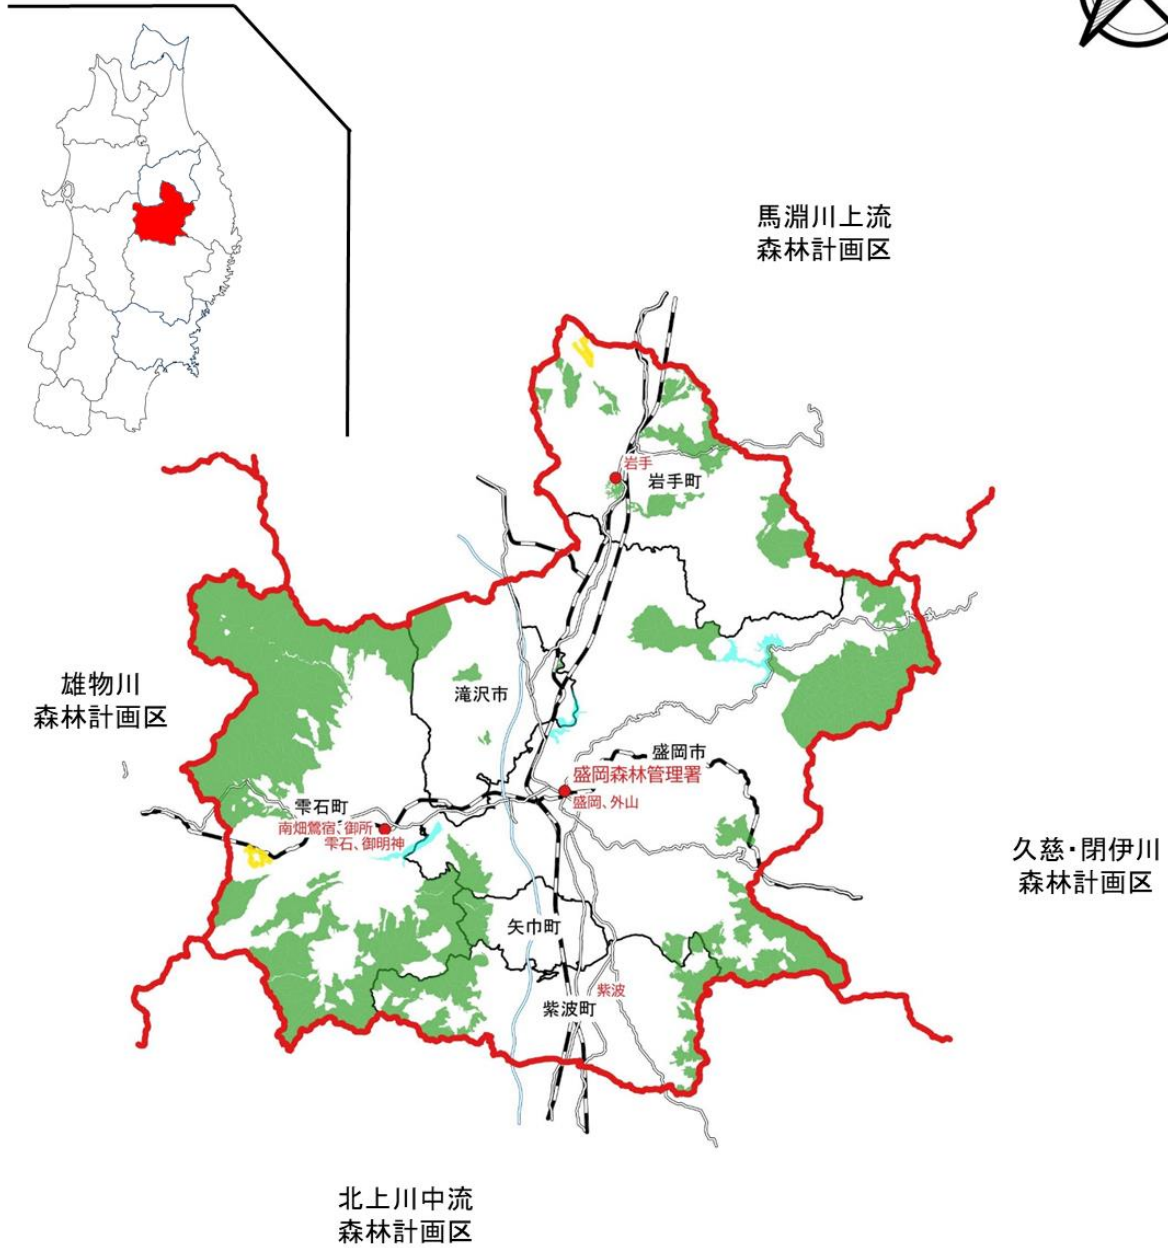 馬淵川上流
森林計画区
岩手
岩手町
雄物川
森林計画区
滝沢市
盛岡市
盛岡森林管理署
盛岡、外山
雫石町
南畑鶯宿、御所
雫石、御明神
久慈・閉伊川
森林計画区
矢巾町
紫波
紫波町
北上川中流
森林計画区